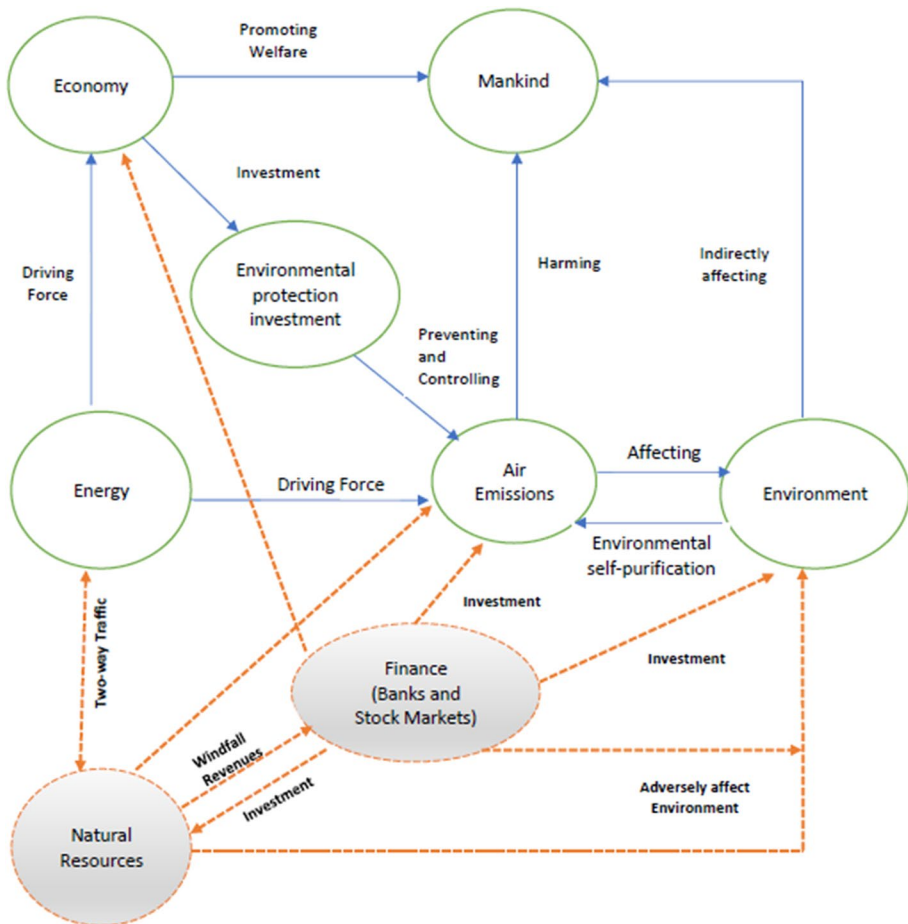 Promoting
Welfare
Economy
Mankind
Investment
Driving
Force
Environmental
protection
investment
Harming
Indirectly
affecting
Preventing
and
Controlling
Energy
Driving Force
Air
Emissions
Affecting
Environment
Environmental
self-purification
Two-way Traffic
Investment
Finance
(Banks and
Stock Markets)
Investment
Windfall
Revenues
Investment
Adversely affect
Environment
Natural
Resources